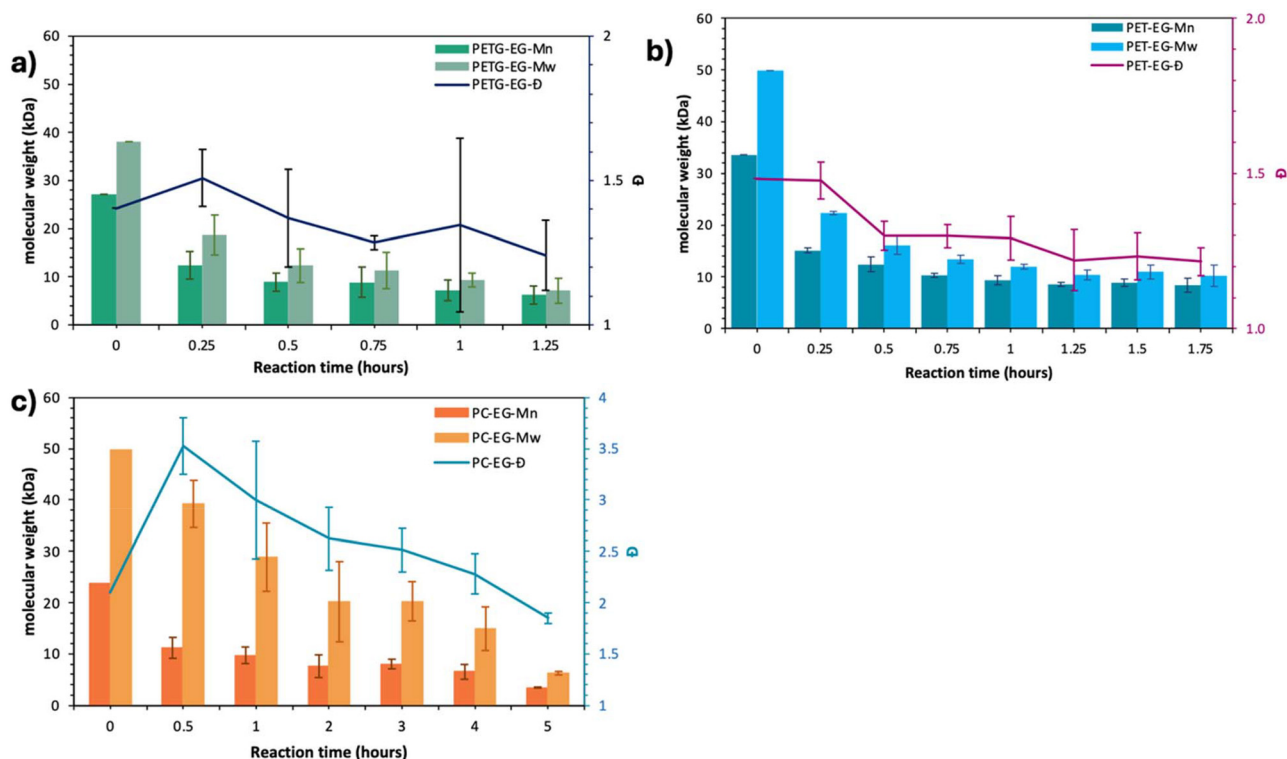 a)
PETG-EG-Mn
PETG-EG-Mw
PETG-EG-Đ
molecular weight (kDa)
60
50
40
30
20
10
0
2
1.5
1
Đ
0 0.25 0.5 0.75 1 1.25
Reaction time (hours)
b)
PET-EG-Mn
PET-EG-Mw
PET-EG-Đ
molecular weight (kDa)
60
50
40
30
20
10
0
2.0
1.5
1.0
Đ
0 0.25 0.5 0.75 1 1.25 1.5 1.75
Reaction time (hours)
c)
PC-EG-Mn
PC-EG-Mw
PC-EG-Đ
molecular weight (kDa)
60
50
40
30
20
10
0
4
3.5
3
2.5
2
1.5
1
Đ
0 0.5 1 2 3 4 5
Reaction time (hours)